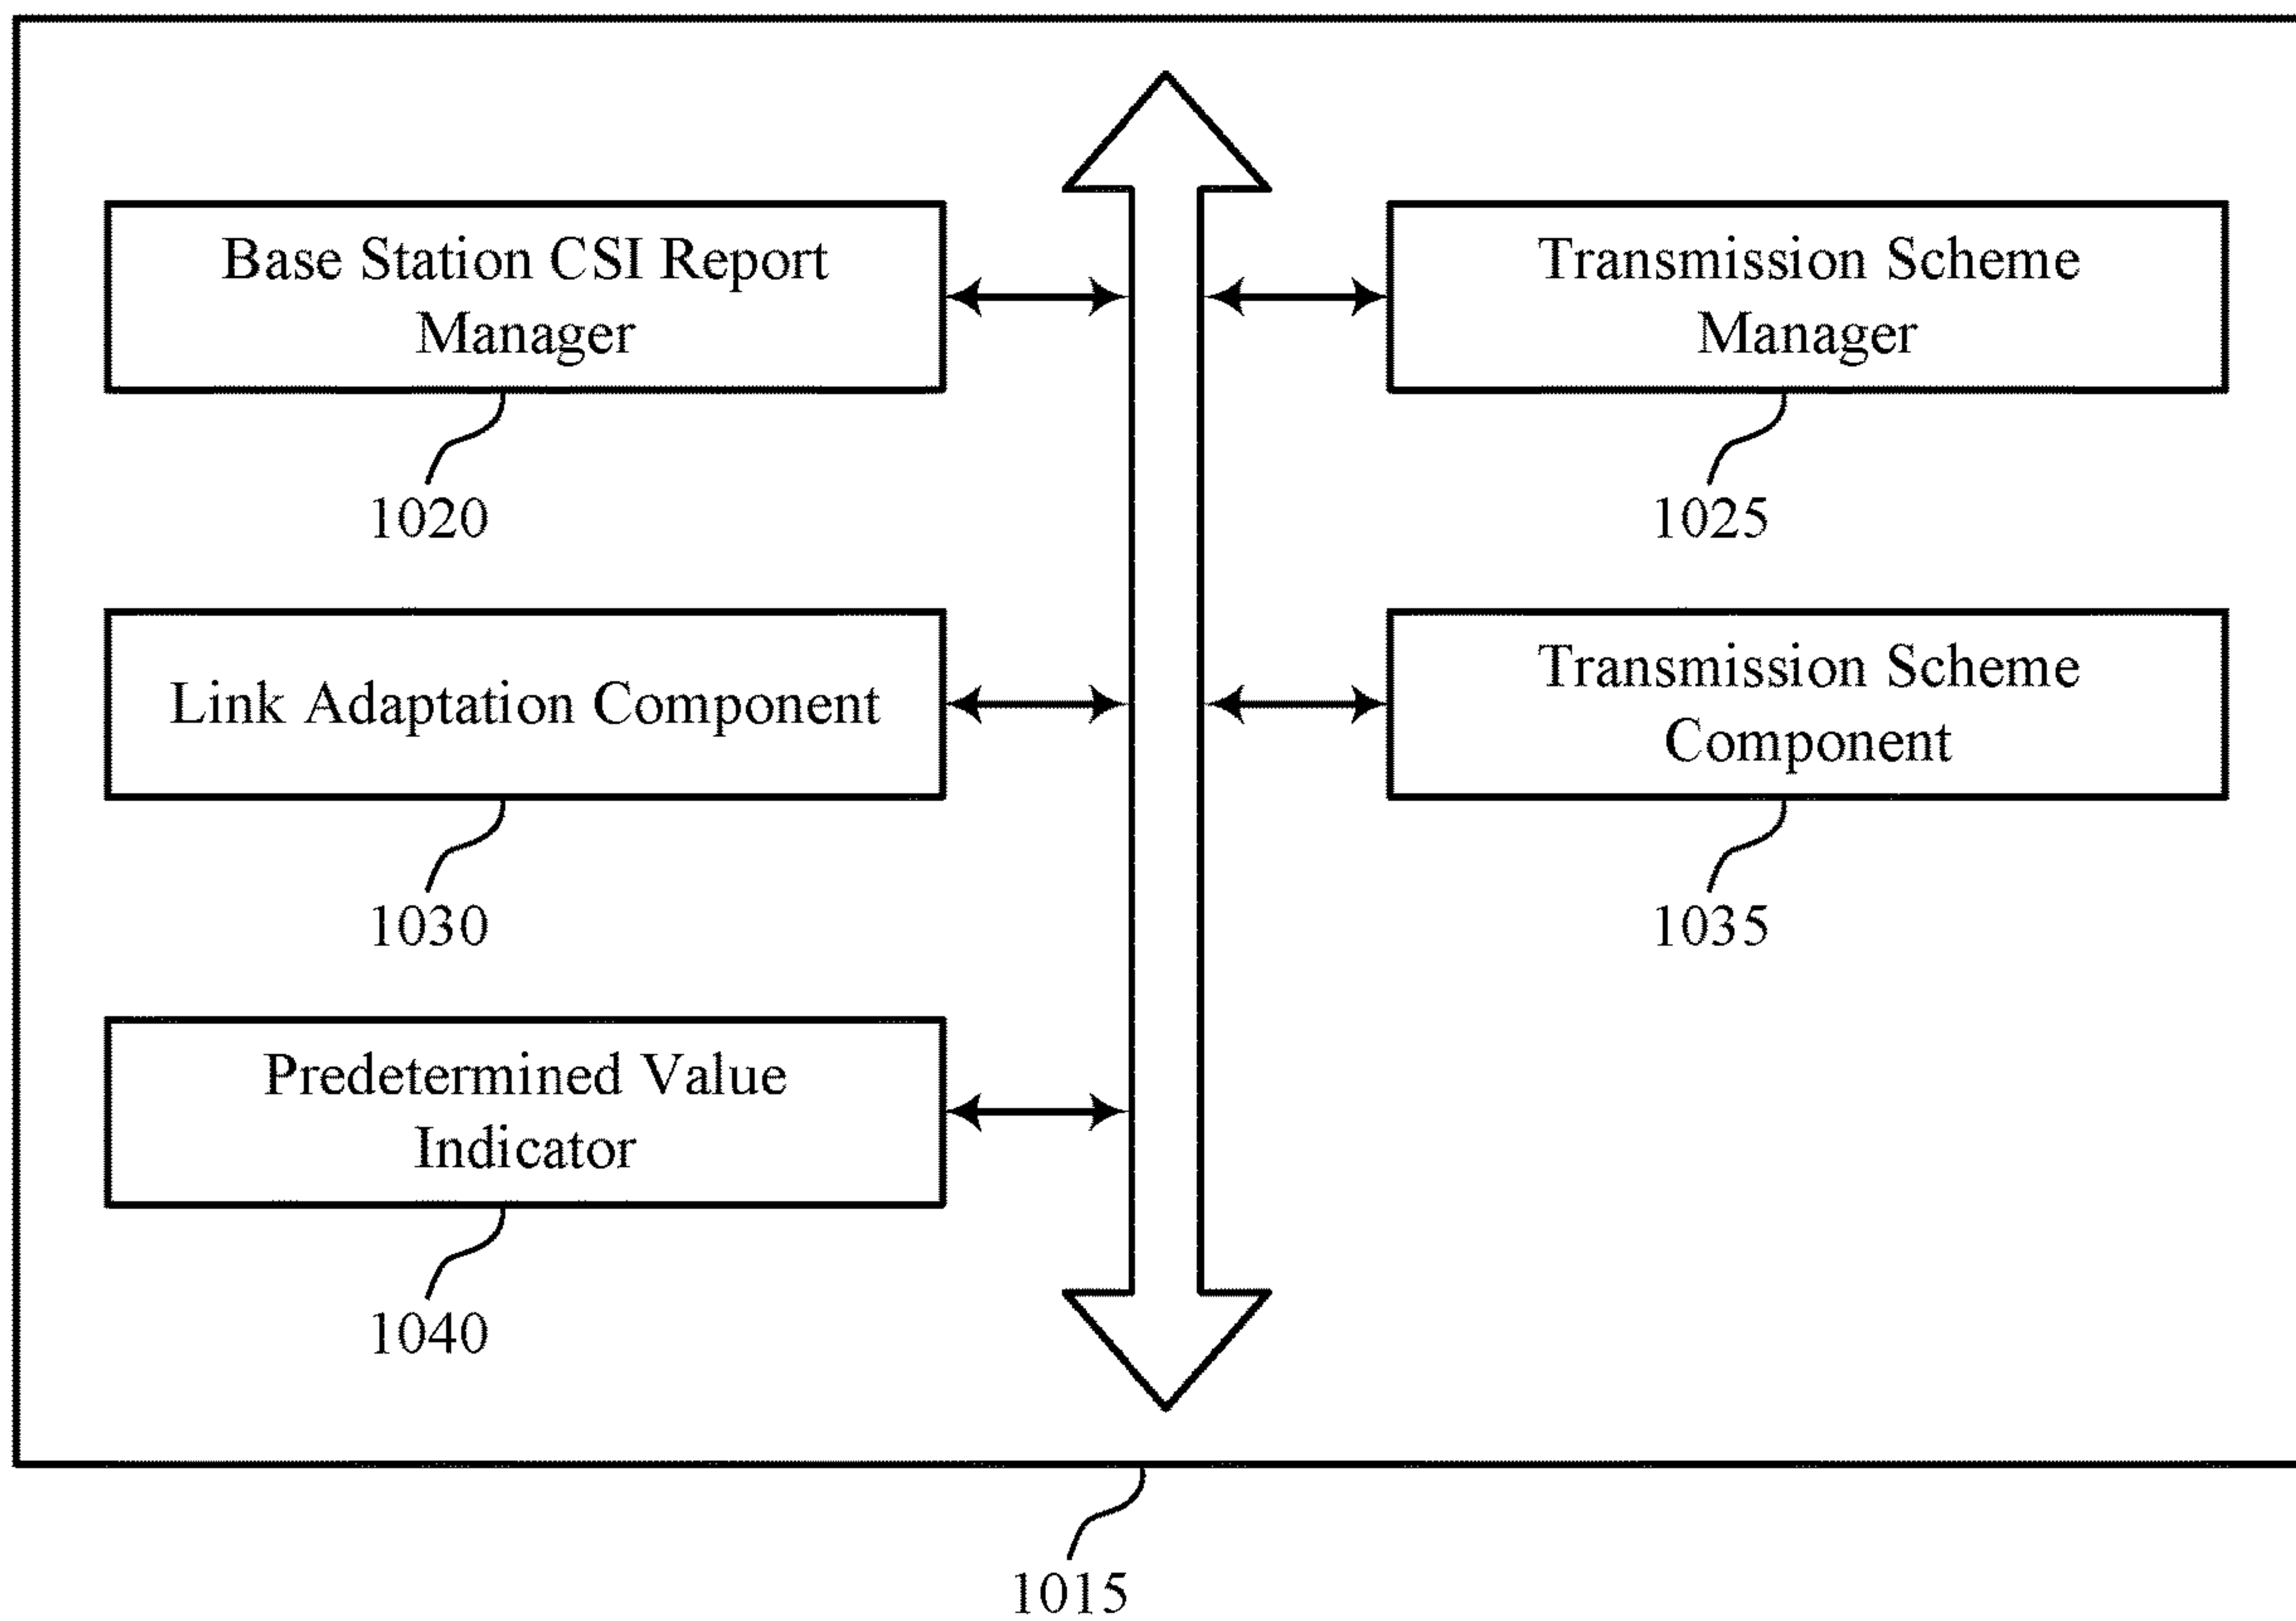 Base Station CSI Report
Manager
1020
Transmission Scheme
Manager
1025
Link Adaptation Component
1030
Transmission Scheme
Component
1035
Predetermined Value
Indicator
1040
1015